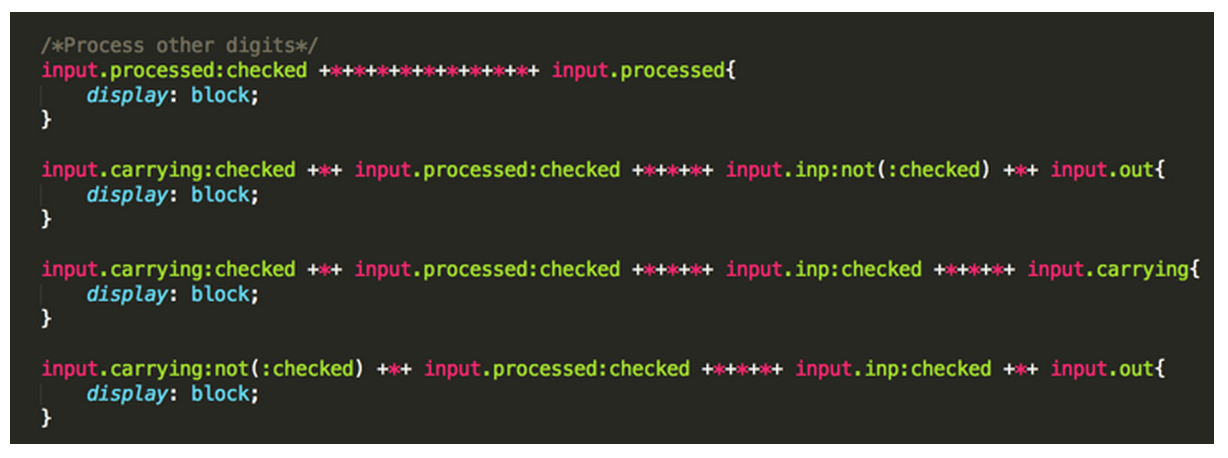 /*Process other digits*/
input.processed:checked +*+*+*+*+*+*+*+*+*+ input.processed{
display: block;
}
input.carrying:checked +*+ input.processed:checked +*+*+*+ input.inp:not(:checked) +*+ input.out{
display: block;
}
input.carrying:checked +*+ input.processed:checked +*+*+*+ input.inp:checked +*+*+*+ input.carrying{
display: block;
}
input.carrying:not(:checked) +*+ input.processed:checked +*+*+*+ input.inp:checked +*+ input.out{
display: block;
}